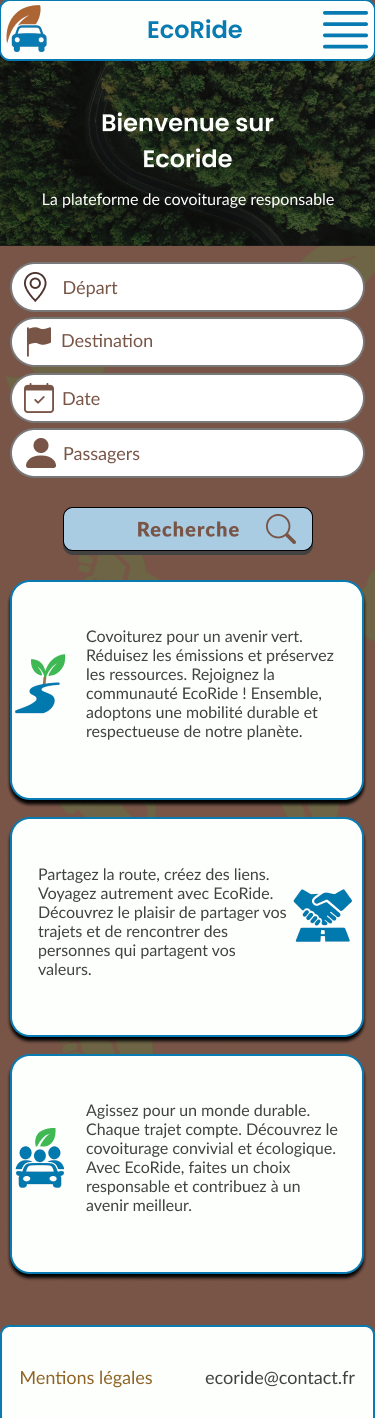 EcoRide
Bienvenue sur
Ecoride
La plateforme de covoiturage responsable
Départ
Destination
Date
Passagers
Recherche
Covoiturez pour un avenir vert.
Réduisez les émissions et préservez
les ressources. Rejoignez la
communauté EcoRide ! Ensemble,
adoptons une mobilité durable et
respectueuse de notre planète.
Partagez la route, créez des liens.
Voyagez autrement avec EcoRide.
Découvrez le plaisir de partager vos
trajets et de rencontrer des
personnes qui partagent vos
valeurs.
Agissez pour un monde durable.
Chaque trajet compte. Découvrez le
covoiturage convivial et écologique.
Avec EcoRide, faites un choix
responsable et contribuez à un
avenir meilleur.
Mentions légales
ecoride@contact.fr